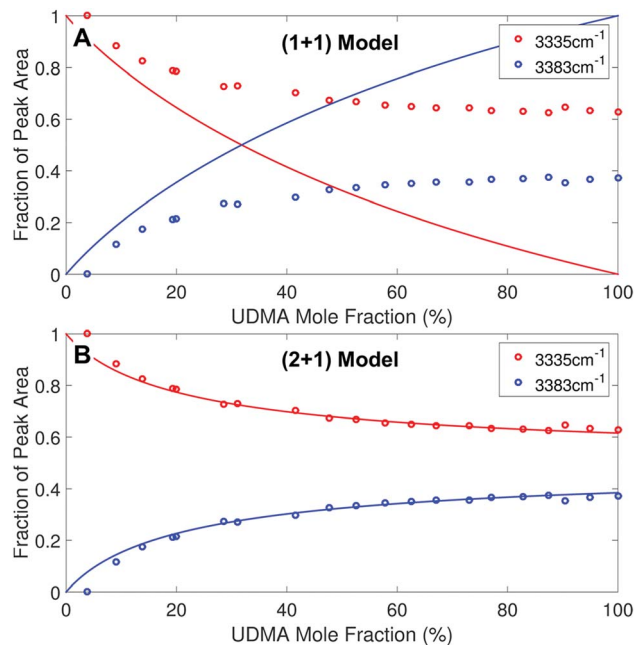 A
(1+1) Model
3335cm⁻¹
3383cm⁻¹
Fraction of Peak Area
1
0.8
0.6
0.4
0.2
0
0 20 40 60 80 100
UDMA Mole Fraction (%)
B
(2+1) Model
3335cm⁻¹
3383cm⁻¹
Fraction of Peak Area
1
0.8
0.6
0.4
0.2
0
0 20 40 60 80 100
UDMA Mole Fraction (%)